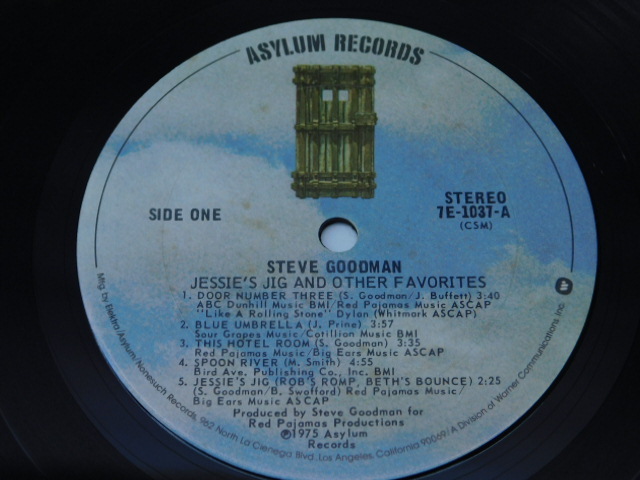 ASYLUM RECORDS
SIDE ONE
STEREO
7E-1037-A
(CSM)
STEVE GOODMAN
JESSIE'S JIG AND OTHER FAVORITES
1. DOOR NUMBER THREE (S. Goodman/J. Buffett) 3:40
ABC Dunhill Music BMI/Red Pajamas Music ASCAP
"Like A Rolling Stone" Dylan (Whitmark ASCAP)
2. BLUE UMBRELLA (J. Prine) 3:57
Sour Grapes Music/Cotillion Music BMI
3. THIS HOTEL ROOM (S. Goodman) 3:35
Red Pajamas Music/Big Ears Music ASCAP
4. SPOON RIVER (M. Smith) 4:55
Bird Ave. Publishing Co., Inc. BMI
5. JESSIE'S JIG (ROB'S ROMP, BETH'S BOUNCE) 2:25
(S. Goodman/B. Swofford) Red Pajamas Music/
Big Ears Music ASCAP
Produced by Steve Goodman for
Red Pajamas Productions
℗1975 Asylum
Records
Mfg. by Elektra/Asylum/Nonesuch Records, 962 North La Cienega Blvd., Los Angeles, California 90069/A Division of Warner Communications, Inc.